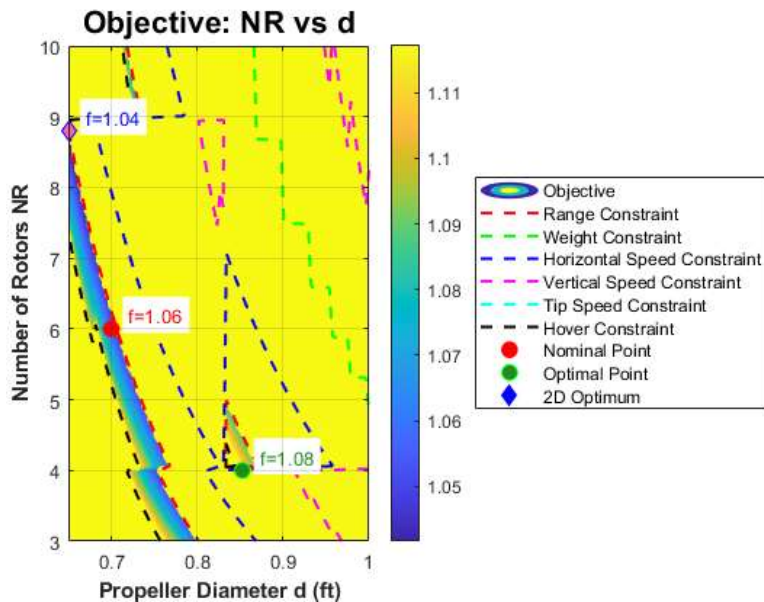 Objective: NR vs d
Number of Rotors NR
10
9
8
7
6
5
4
3
f=1.04
f=1.06
f=1.08
0.7
0.8
0.9
1
Propeller Diameter d (ft)
1.11
1.1
1.09
1.08
1.07
1.06
1.05
Objective
Range Constraint
Weight Constraint
Horizontal Speed Constraint
Vertical Speed Constraint
Tip Speed Constraint
Hover Constraint
Nominal Point
Optimal Point
2D Optimum